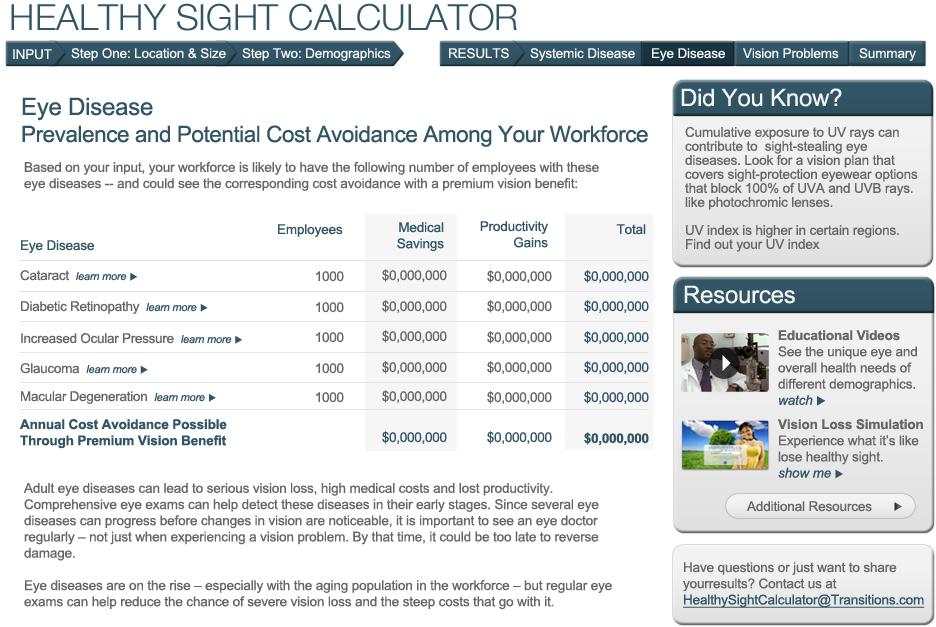 HEALTHY SIGHT CALCULATOR
INPUT Step One: Location & Size Step Two: Demographics RESULTS Systemic Disease Eye Disease Vision Problems Summary
Eye Disease
Prevalence and Potential Cost Avoidance Among Your Workforce
Based on your input, your workforce is likely to have the following number of employees with these
eye diseases -- and could see the corresponding cost avoidance with a premium vision benefit:
Eye Disease Employees Medical Savings Productivity Gains Total
Cataract learn more ▶ 1000 $0,000,000 $0,000,000 $0,000,000
Diabetic Retinopathy learn more ▶ 1000 $0,000,000 $0,000,000 $0,000,000
Increased Ocular Pressure learn more ▶ 1000 $0,000,000 $0,000,000 $0,000,000
Glaucoma learn more ▶ 1000 $0,000,000 $0,000,000 $0,000,000
Macular Degeneration learn more ▶ 1000 $0,000,000 $0,000,000 $0,000,000
Annual Cost Avoidance Possible
Through Premium Vision Benefit $0,000,000 $0,000,000 $0,000,000
Adult eye diseases can lead to serious vision loss, high medical costs and lost productivity.
Comprehensive eye exams can help detect these diseases in their early stages. Since several eye
diseases can progress before changes in vision are noticeable, it is important to see an eye doctor
regularly – not just when experiencing a vision problem. By that time, it could be too late to reverse
damage.
Eye diseases are on the rise – especially with the aging population in the workforce – but regular eye
exams can help reduce the chance of severe vision loss and the steep costs that go with it.
Did You Know?
Cumulative exposure to UV rays can
contribute to sight-stealing eye
diseases. Look for a vision plan that
covers sight-protection eyewear options
that block 100% of UVA and UVB rays.
like photochromic lenses.
UV index is higher in certain regions.
Find out your UV index
Resources
Educational Videos
See the unique eye and
overall health needs of
different demographics.
watch ▶
Vision Loss Simulation
Experience what it's like
lose healthy sight.
show me ▶
Additional Resources ▶
Have questions or just want to share
yourresults? Contact us at
HealthySightCalculator@Transitions.com